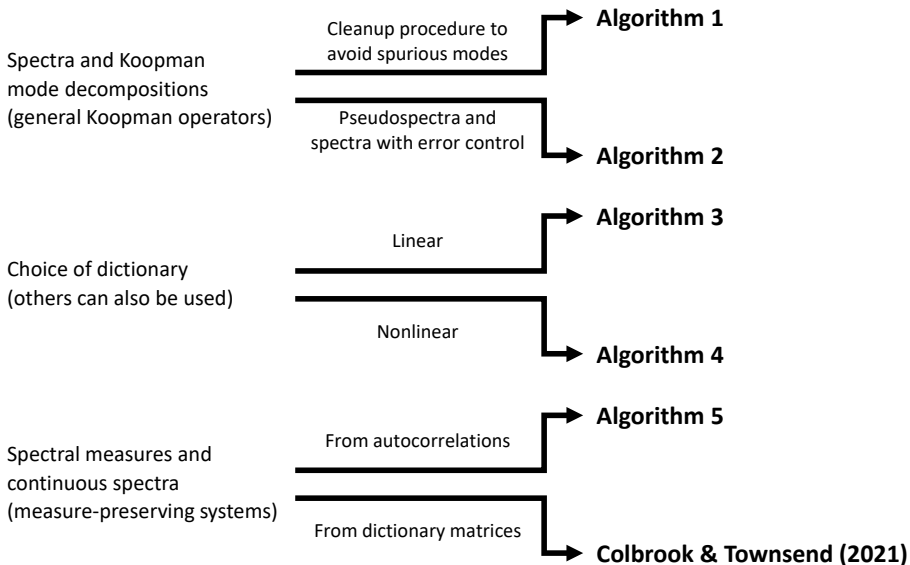 Spectra and Koopman
mode decompositions
(general Koopman operators)
Cleanup procedure to
avoid spurious modes
Algorithm 1
Pseudospectra and
spectra with error control
Algorithm 2
Choice of dictionary
(others can also be used)
Linear
Algorithm 3
Nonlinear
Algorithm 4
Spectral measures and
continuous spectra
(measure-preserving systems)
From autocorrelations
Algorithm 5
From dictionary matrices
Colbrook & Townsend (2021)